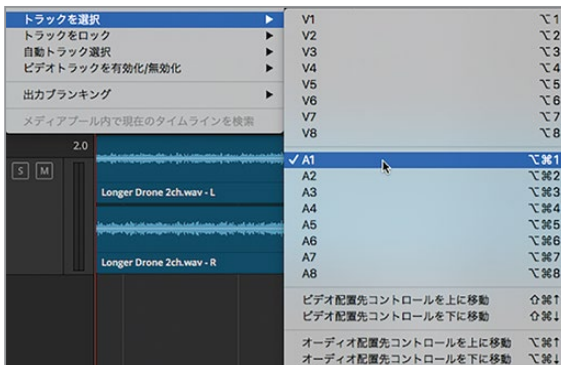 トラックを選択
トラックをロック
自動トラック選択
ビデオトラックを有効化/無効化
出力ブランキング
メディアプール内で現在のタイムラインを検索
2.0
S M
Longer Drone 2ch.wav - L
Longer Drone 2ch.wav - R
V1 ⌥1
V2 ⌥2
V3 ⌥3
V4 ⌥4
V5 ⌥5
V6 ⌥6
V7 ⌥7
V8 ⌥8
✓ A1 ⌥⌘1
A2 ⌥⌘2
A3 ⌥⌘3
A4 ⌥⌘4
A5 ⌥⌘5
A6 ⌥⌘6
A7 ⌥⌘7
A8 ⌥⌘8
ビデオ配置先コントロールを上に移動 ⇧⌘↑
ビデオ配置先コントロールを下に移動 ⇧⌘↓
オーディオ配置先コントロールを上に移動 ⌥⌘↑
オーディオ配置先コントロールを下に移動 ⌥⌘↓